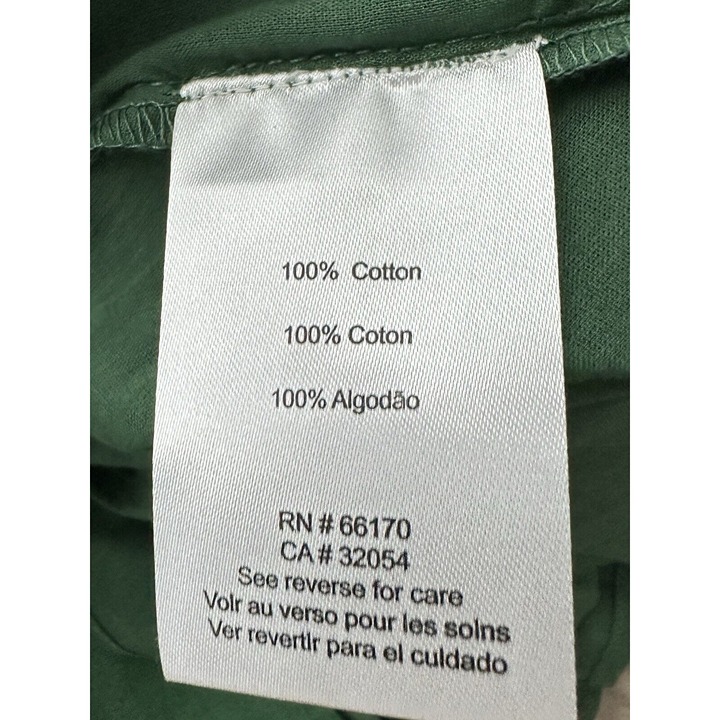 100% Cotton
100% Coton
100% Algodão
RN # 66170
CA # 32054
See reverse for care
Voir au verso pour les soins
Ver revertir para el cuidado